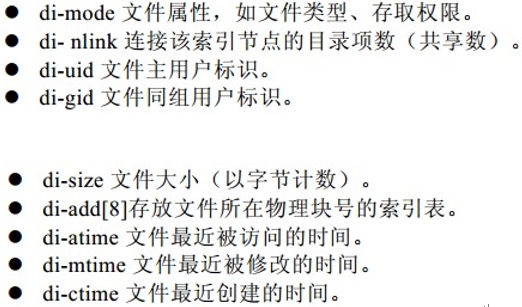 ● di-mode 文件属性，如文件类型、存取权限。
● di- nlink 连接该索引节点的目录项数（共享数）。
● di-uid 文件主用户标识。
● di-gid 文件同组用户标识。
● di-size 文件大小（以字节计数）。
● di-add[8]存放文件所在物理块号的索引表。
● di-atime 文件最近被访问的时间。
● di-mtime 文件最近被修改的时间。
● di-ctime 文件最近创建的时间。